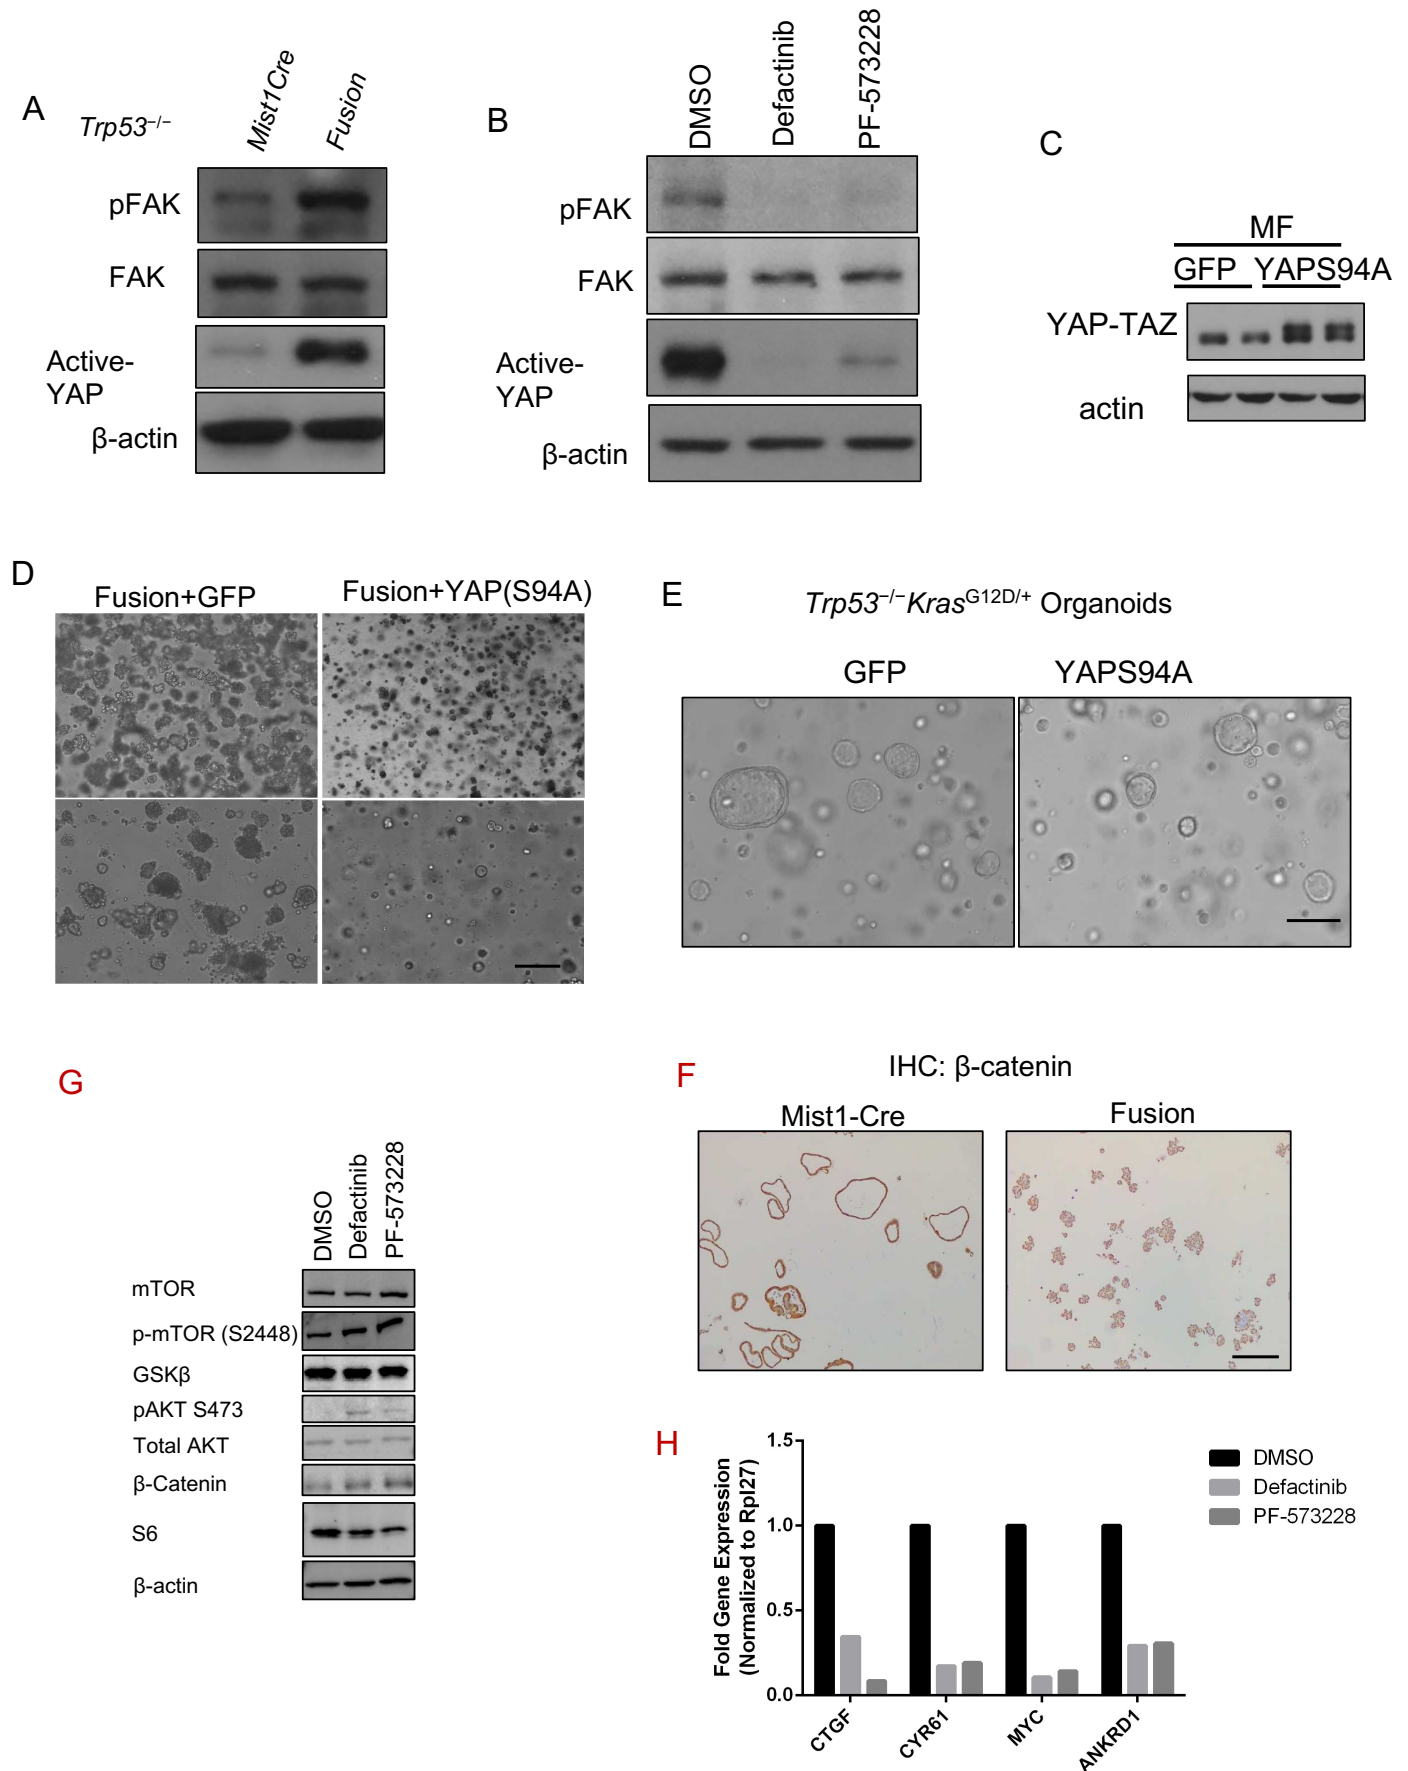 A
Trp53⁻/⁻
Mist1Cre
Fusion
pFAK
FAK
Active-
YAP
β-actin
B
DMSO
Defactinib
PF-573228
pFAK
FAK
Active-
YAP
β-actin
C
MF
GFP YAPS94A
YAP-TAZ
actin
D
Fusion+GFP
Fusion+YAP(S94A)
E
Trp53⁻/⁻Kras^G12D/+ Organoids
GFP
YAPS94A
G
DMSO
Defactinib
PF-573228
mTOR
p-mTOR (S2448)
GSKβ
pAKT S473
Total AKT
β-Catenin
S6
β-actin
F
IHC: β-catenin
Mist1-Cre
Fusion
H
Fold Gene Expression
(Normalized to Rpl27)
1.5
1.0
0.5
0.0
CTGF
CYR61
MYC
ANKRD1
DMSO
Defactinib
PF-573228